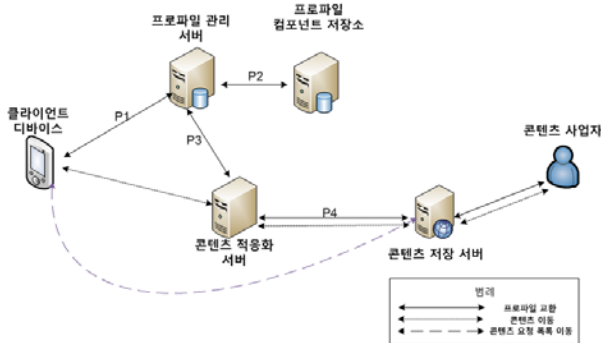 프로파일 관리
서버
프로파일
컴포넌트 저장소
P2
클라이언트
디바이스
P1
P3
콘텐츠 사업자
P4
콘텐츠 적응화
서버
콘텐츠 저장 서버
범례
프로파일 교환
콘텐츠 이동
콘텐츠 요청 목록 이동